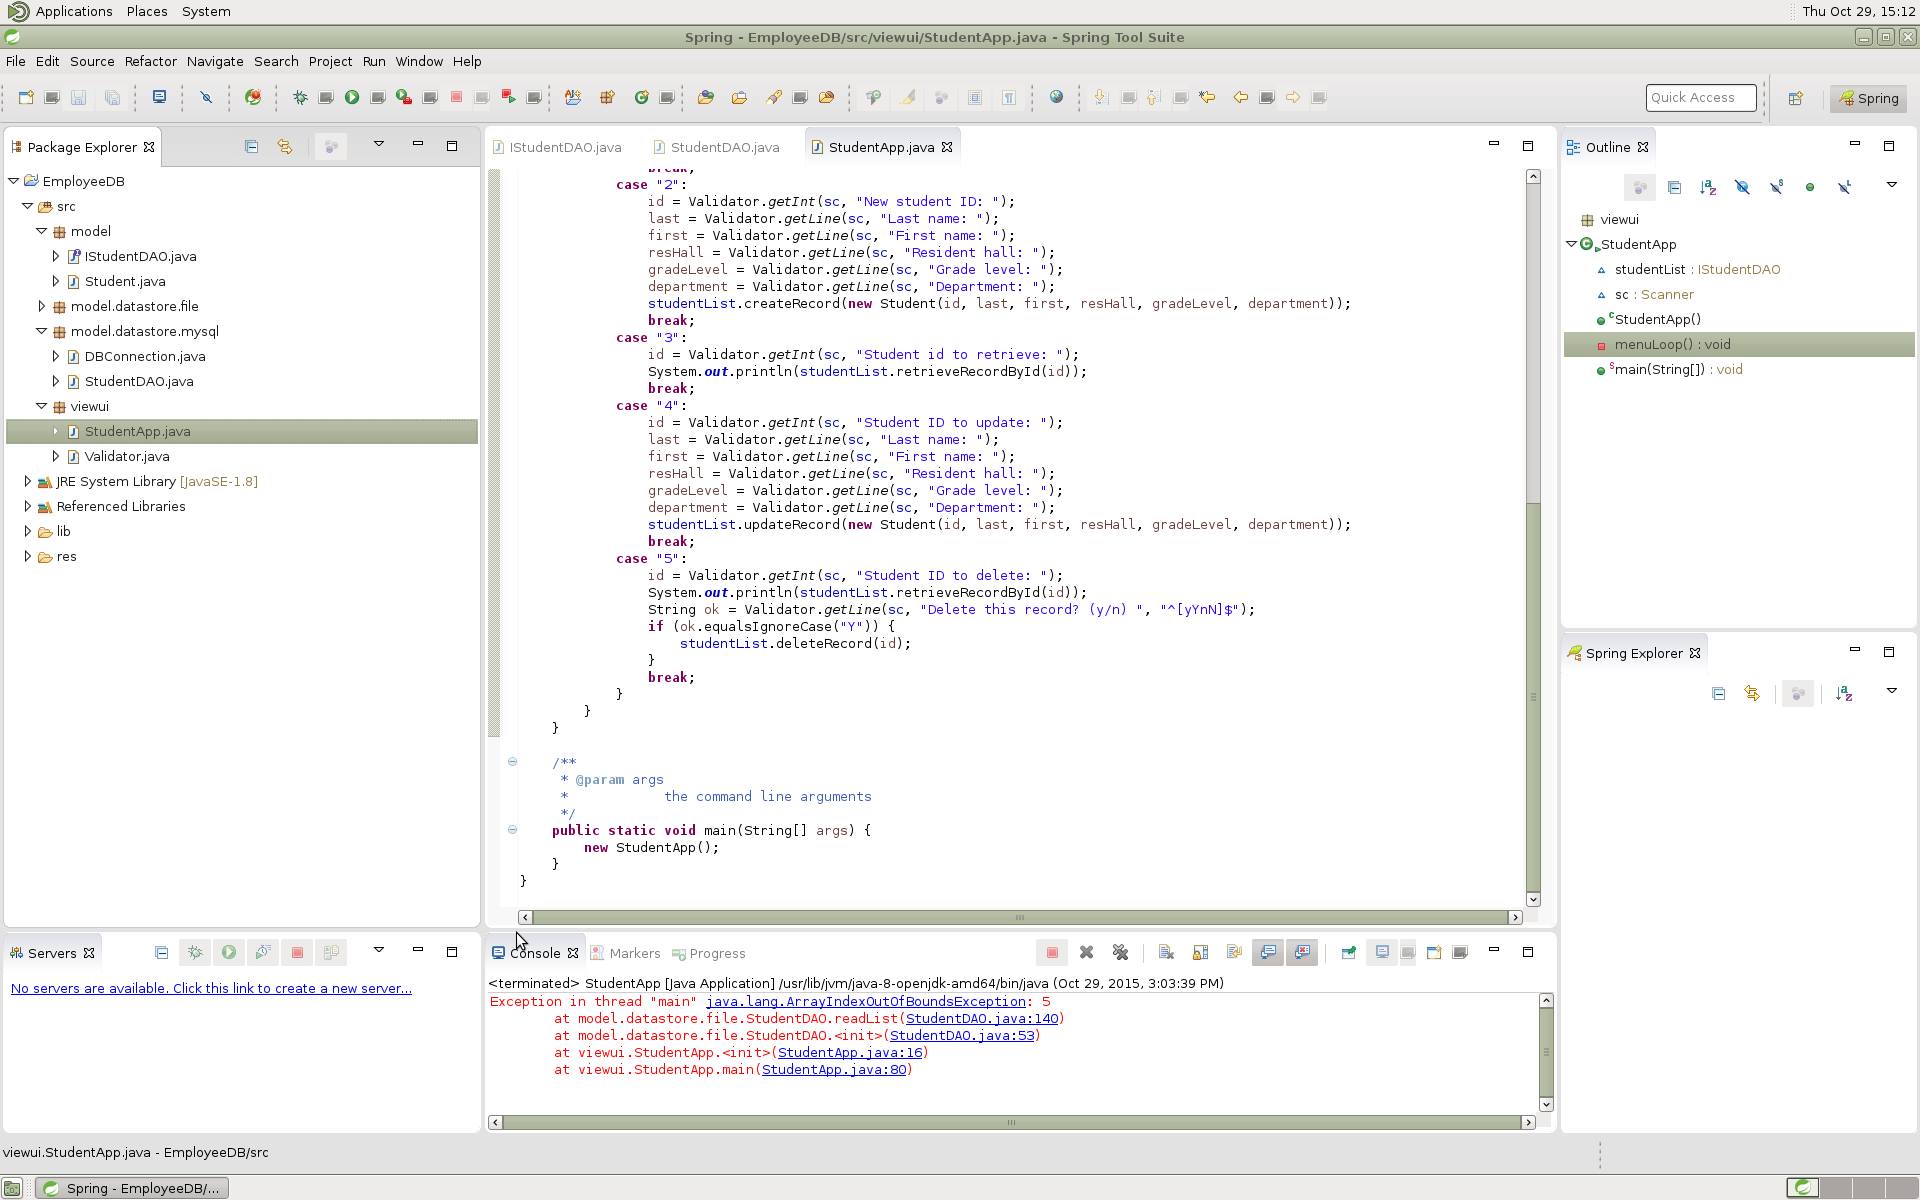 Applications Places System
Thu Oct 29, 15:12
Spring - EmployeeDB/src/viewui/StudentApp.java - Spring Tool Suite
File Edit Source Refactor Navigate Search Project Run Window Help
Quick Access
Spring
Package Explorer
EmployeeDB
src
model
IStudentDAO.java
Student.java
model.datastore.file
model.datastore.mysql
DBConnection.java
StudentDAO.java
viewui
StudentApp.java
Validator.java
JRE System Library [JavaSE-1.8]
Referenced Libraries
lib
res
IStudentDAO.java StudentDAO.java StudentApp.java
break;
case "2":
id = Validator.getInt(sc, "New student ID: ");
last = Validator.getLine(sc, "Last name: ");
first = Validator.getLine(sc, "First name: ");
resHall = Validator.getLine(sc, "Resident hall: ");
gradeLevel = Validator.getLine(sc, "Grade level: ");
department = Validator.getLine(sc, "Department: ");
studentList.createRecord(new Student(id, last, first, resHall, gradeLevel, department));
break;
case "3":
id = Validator.getInt(sc, "Student id to retrieve: ");
System.out.println(studentList.retrieveRecordById(id));
break;
case "4":
id = Validator.getInt(sc, "Student ID to update: ");
last = Validator.getLine(sc, "Last name: ");
first = Validator.getLine(sc, "First name: ");
resHall = Validator.getLine(sc, "Resident hall: ");
gradeLevel = Validator.getLine(sc, "Grade level: ");
department = Validator.getLine(sc, "Department: ");
studentList.updateRecord(new Student(id, last, first, resHall, gradeLevel, department));
break;
case "5":
id = Validator.getInt(sc, "Student ID to delete: ");
System.out.println(studentList.retrieveRecordById(id));
String ok = Validator.getLine(sc, "Delete this record? (y/n) ", "^[yYnN]$");
if (ok.equalsIgnoreCase("Y")) {
studentList.deleteRecord(id);
}
break;
}
}
}
/**
* @param args
* the command line arguments
*/
public static void main(String[] args) {
new StudentApp();
}
}
Outline
viewui
StudentApp
studentList : IStudentDAO
sc : Scanner
StudentApp()
menuLoop() : void
main(String[]) : void
Spring Explorer
Servers
No servers are available. Click this link to create a new server...
Console Markers Progress
<terminated> StudentApp [Java Application] /usr/lib/jvm/java-8-openjdk-amd64/bin/java (Oct 29, 2015, 3:03:39 PM)
Exception in thread "main" java.lang.ArrayIndexOutOfBoundsException: 5
at model.datastore.file.StudentDAO.readList(StudentDAO.java:140)
at model.datastore.file.StudentDAO.<init>(StudentDAO.java:53)
at viewui.StudentApp.<init>(StudentApp.java:16)
at viewui.StudentApp.main(StudentApp.java:80)
viewui.StudentApp.java - EmployeeDB/src
Spring - EmployeeDB/...